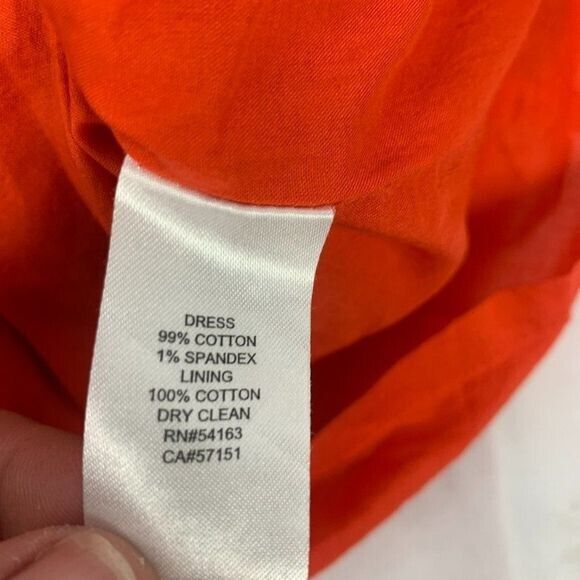 DRESS
99% COTTON
1% SPANDEX
LINING
100% COTTON
DRY CLEAN
RN#54163
CA#57151